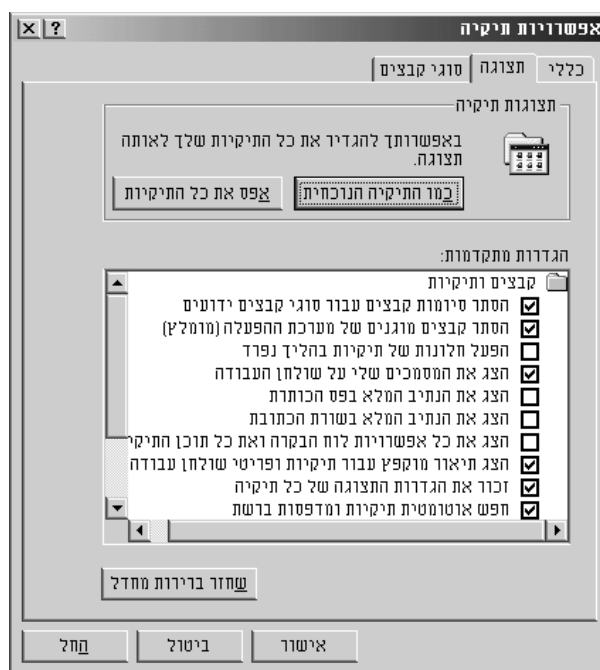 אפשרויות תיקיה
כללי
תצוגה
סוגי קבצים
תצוגות תיקיה
באפשרותך להגדיר את כל התיקיות שלך לאותה
תצוגה.
כמו התיקיה הנוכחית
אפס את כל התיקיות
הגדרות מתקדמות:
קבצים ותיקיות
הסתר סיומות קבצים עבור סוגי קבצים ידועים
הסתר קבצים מוגנים של מערכת ההפעלה (מומלץ)
הפעל חלונות של תיקיות בהליך נפרד
הצג את המסמכים שלי על שולחן העבודה
הצג את הנתיב המלא בפס הכותרת
הצג את הנתיב המלא בשורת הכתובת
הצג את כל אפשרויות לוח הבקרה ואת כל תוכן התיקי
הצג תיאור מוקפץ עבור תיקיות ופריטי שולחן עבודה
זכור את הגדרות התצוגה של כל תיקיה
חפש אוטומטית תיקיות ומדפסות ברשת
שחזר ברירות מחדל
אישור
ביטול
החל